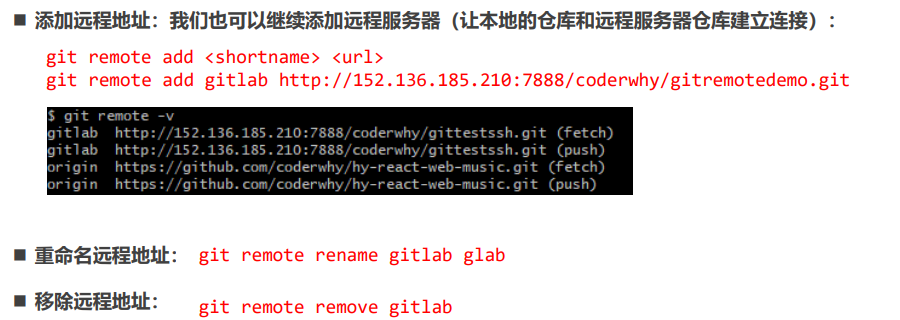 ■ 添加远程地址：我们也可以继续添加远程服务器（让本地的仓库和远程服务器仓库建立连接）：
git remote add <shortname> <url>
git remote add gitlab http://152.136.185.210:7888/coderwhy/gitremotedemo.git
$ git remote -v
gitlab  http://152.136.185.210:7888/coderwhy/gittestssh.git (fetch)
gitlab  http://152.136.185.210:7888/coderwhy/gittestssh.git (push)
origin  https://github.com/coderwhy/hy-react-web-music.git (fetch)
origin  https://github.com/coderwhy/hy-react-web-music.git (push)
■ 重命名远程地址： git remote rename gitlab glab
■ 移除远程地址： git remote remove gitlab